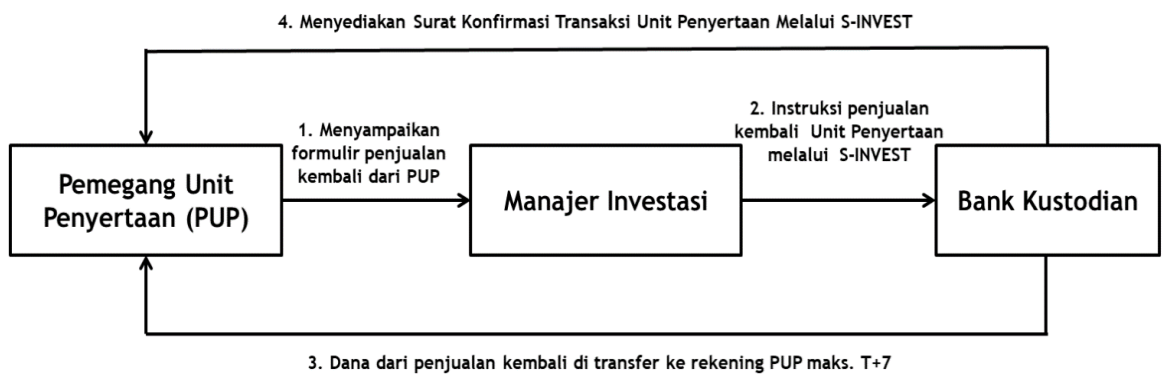 4. Menyediakan Surat Konfirmasi Transaksi Unit Penyertaan Melalui S-INVEST
Pemegang Unit
Penyertaan (PUP)
1. Menyampaikan
formulir penjualan
kembali dari PUP
Manajer Investasi
2. Instruksi penjualan
kembali Unit Penyertaan
melalui S-INVEST
Bank Kustodian
3. Dana dari penjualan kembali di transfer ke rekening PUP maks. T+7